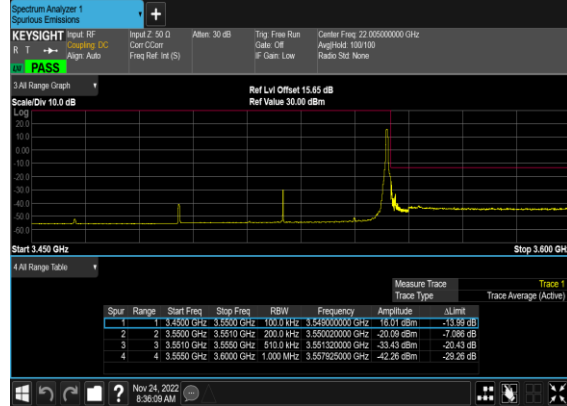 Spectrum Analyzer 1
Spurious Emissions
+
KEYSIGHT Input: RF Input Z: 50 Ω Atten: 30 dB Trig: Free Run Center Freq: 22.005000000 GHz
R T Coupling: DC Corr CCorr Gate: Off Avg|Hold: 100/100
Align: Auto Freq Ref: Int (S) IF Gain: Low Radio Std: None
LW PASS
3 All Range Graph
Ref Lvl Offset 15.65 dB
Scale/Div 10.0 dB Ref Value 30.00 dBm
Log
20.0
10.0
0.00
-10.0
-20.0
-30.0
-40.0
-50.0
-60.0
Start 3.450 GHz Stop 3.600 GH
4 All Range Table
Measure Trace Trace 1
Trace Type Trace Average (Active)
Spur Range Start Freq Stop Freq RBW Frequency Amplitude ΔLimit
1 1 3.4500 GHz 3.5500 GHz 100.0 kHz 3.549000000 GHz 16.01 dBm -13.99 dB
2 2 3.5500 GHz 3.5510 GHz 200.0 kHz 3.550020000 GHz -20.09 dBm -7.086 dB
3 3 3.5510 GHz 3.5550 GHz 510.0 kHz 3.551320000 GHz -33.43 dBm -20.43 dB
4 4 3.5550 GHz 3.6000 GHz 1.000 MHz 3.557925000 GHz -42.26 dBm -29.26 dB
? Nov 24, 2022
8:36:09 AM